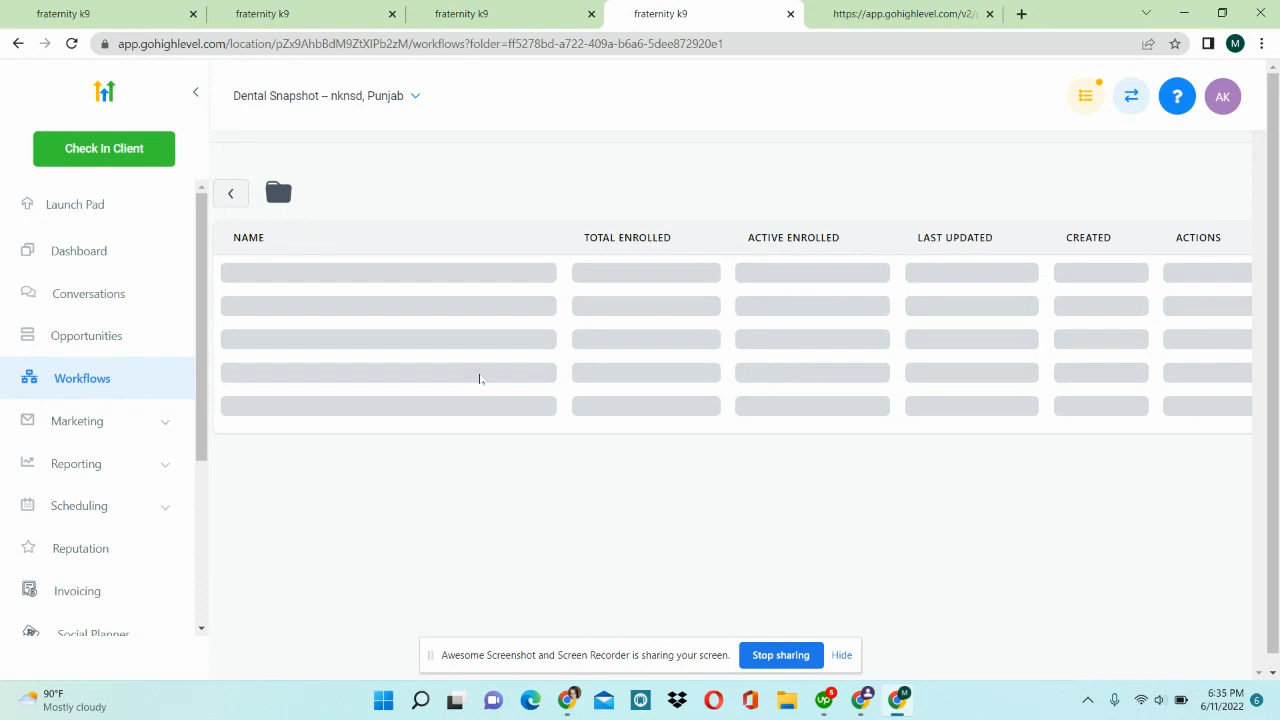 fraternity k9
fraternity k9
fraternity k9
fraternity k9
https://app.gohighlevel.com/v2/
app.gohighlevel.com/location/pZx9AhbBdM9ZtXIPb2zM/workflows?folder=ff5278bd-a722-409a-b6a6-5dee872920e1
M
Dental Snapshot -- nknsd, Punjab
?
AK
Check In Client
Launch Pad
Dashboard
Conversations
Opportunities
Workflows
Marketing
Reporting
Scheduling
Reputation
Invoicing
Social Planner
NAME
TOTAL ENROLLED
ACTIVE ENROLLED
LAST UPDATED
CREATED
ACTIONS
Awesome Screenshot and Screen Recorder is sharing your screen.
Stop sharing
Hide
90°F
Mostly cloudy
up
5
M
6:35 PM
6/11/2022
6